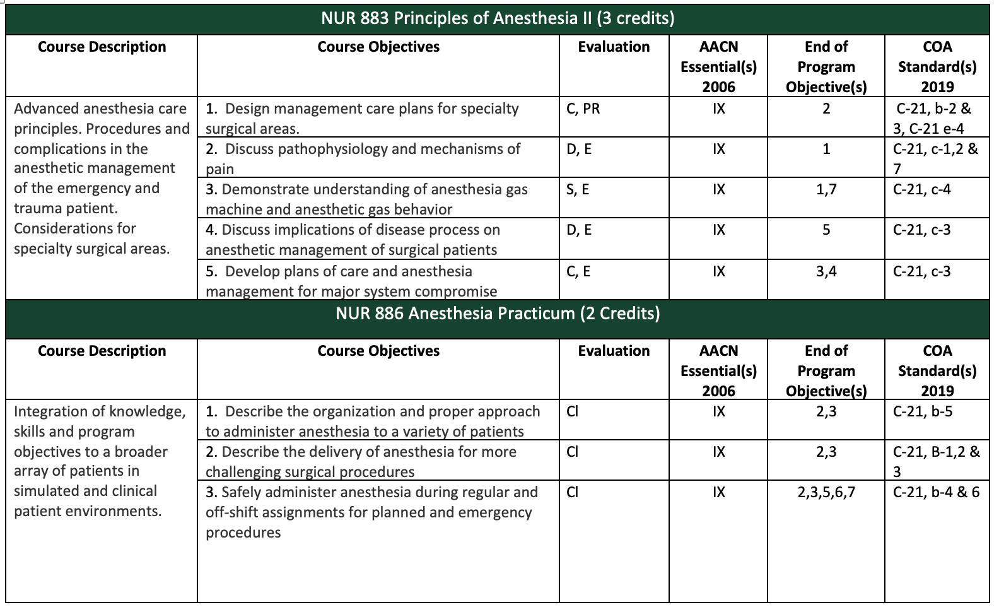 NUR 883 Principles of Anesthesia II (3 credits)
Course Description
Course Objectives
Evaluation
AACN
Essential(s)
2006
End of
Program
Objective(s)
COA
Standard(s)
2019
Advanced anesthesia care
principles. Procedures and
complications in the
anesthetic management
of the emergency and
trauma patient.
Considerations for
specialty surgical areas.
1. Design management care plans for specialty
surgical areas.
C, PR
IX
2
C-21, b-2 &
3, C-21 e-4
2. Discuss pathophysiology and mechanisms of
pain
D, E
IX
1
C-21, c-1,2 &
7
3. Demonstrate understanding of anesthesia gas
machine and anesthetic gas behavior
S, E
IX
1,7
C-21, c-4
4. Discuss implications of disease process on
anesthetic management of surgical patients
D, E
IX
5
C-21, c-3
5. Develop plans of care and anesthesia
management for major system compromise
C, E
IX
3,4
C-21, c-3
NUR 886 Anesthesia Practicum (2 Credits)
Course Description
Course Objectives
Evaluation
AACN
Essential(s)
2006
End of
Program
Objective(s)
COA
Standard(s)
2019
Integration of knowledge,
skills and program
objectives to a broader
array of patients in
simulated and clinical
patient environments.
1. Describe the organization and proper approach
to administer anesthesia to a variety of patients
Cl
IX
2,3
C-21, b-5
2. Describe the delivery of anesthesia for more
challenging surgical procedures
Cl
IX
2,3
C-21, B-1,2 &
3
3. Safely administer anesthesia during regular and
off-shift assignments for planned and emergency
procedures
Cl
IX
2,3,5,6,7
C-21, b-4 & 6